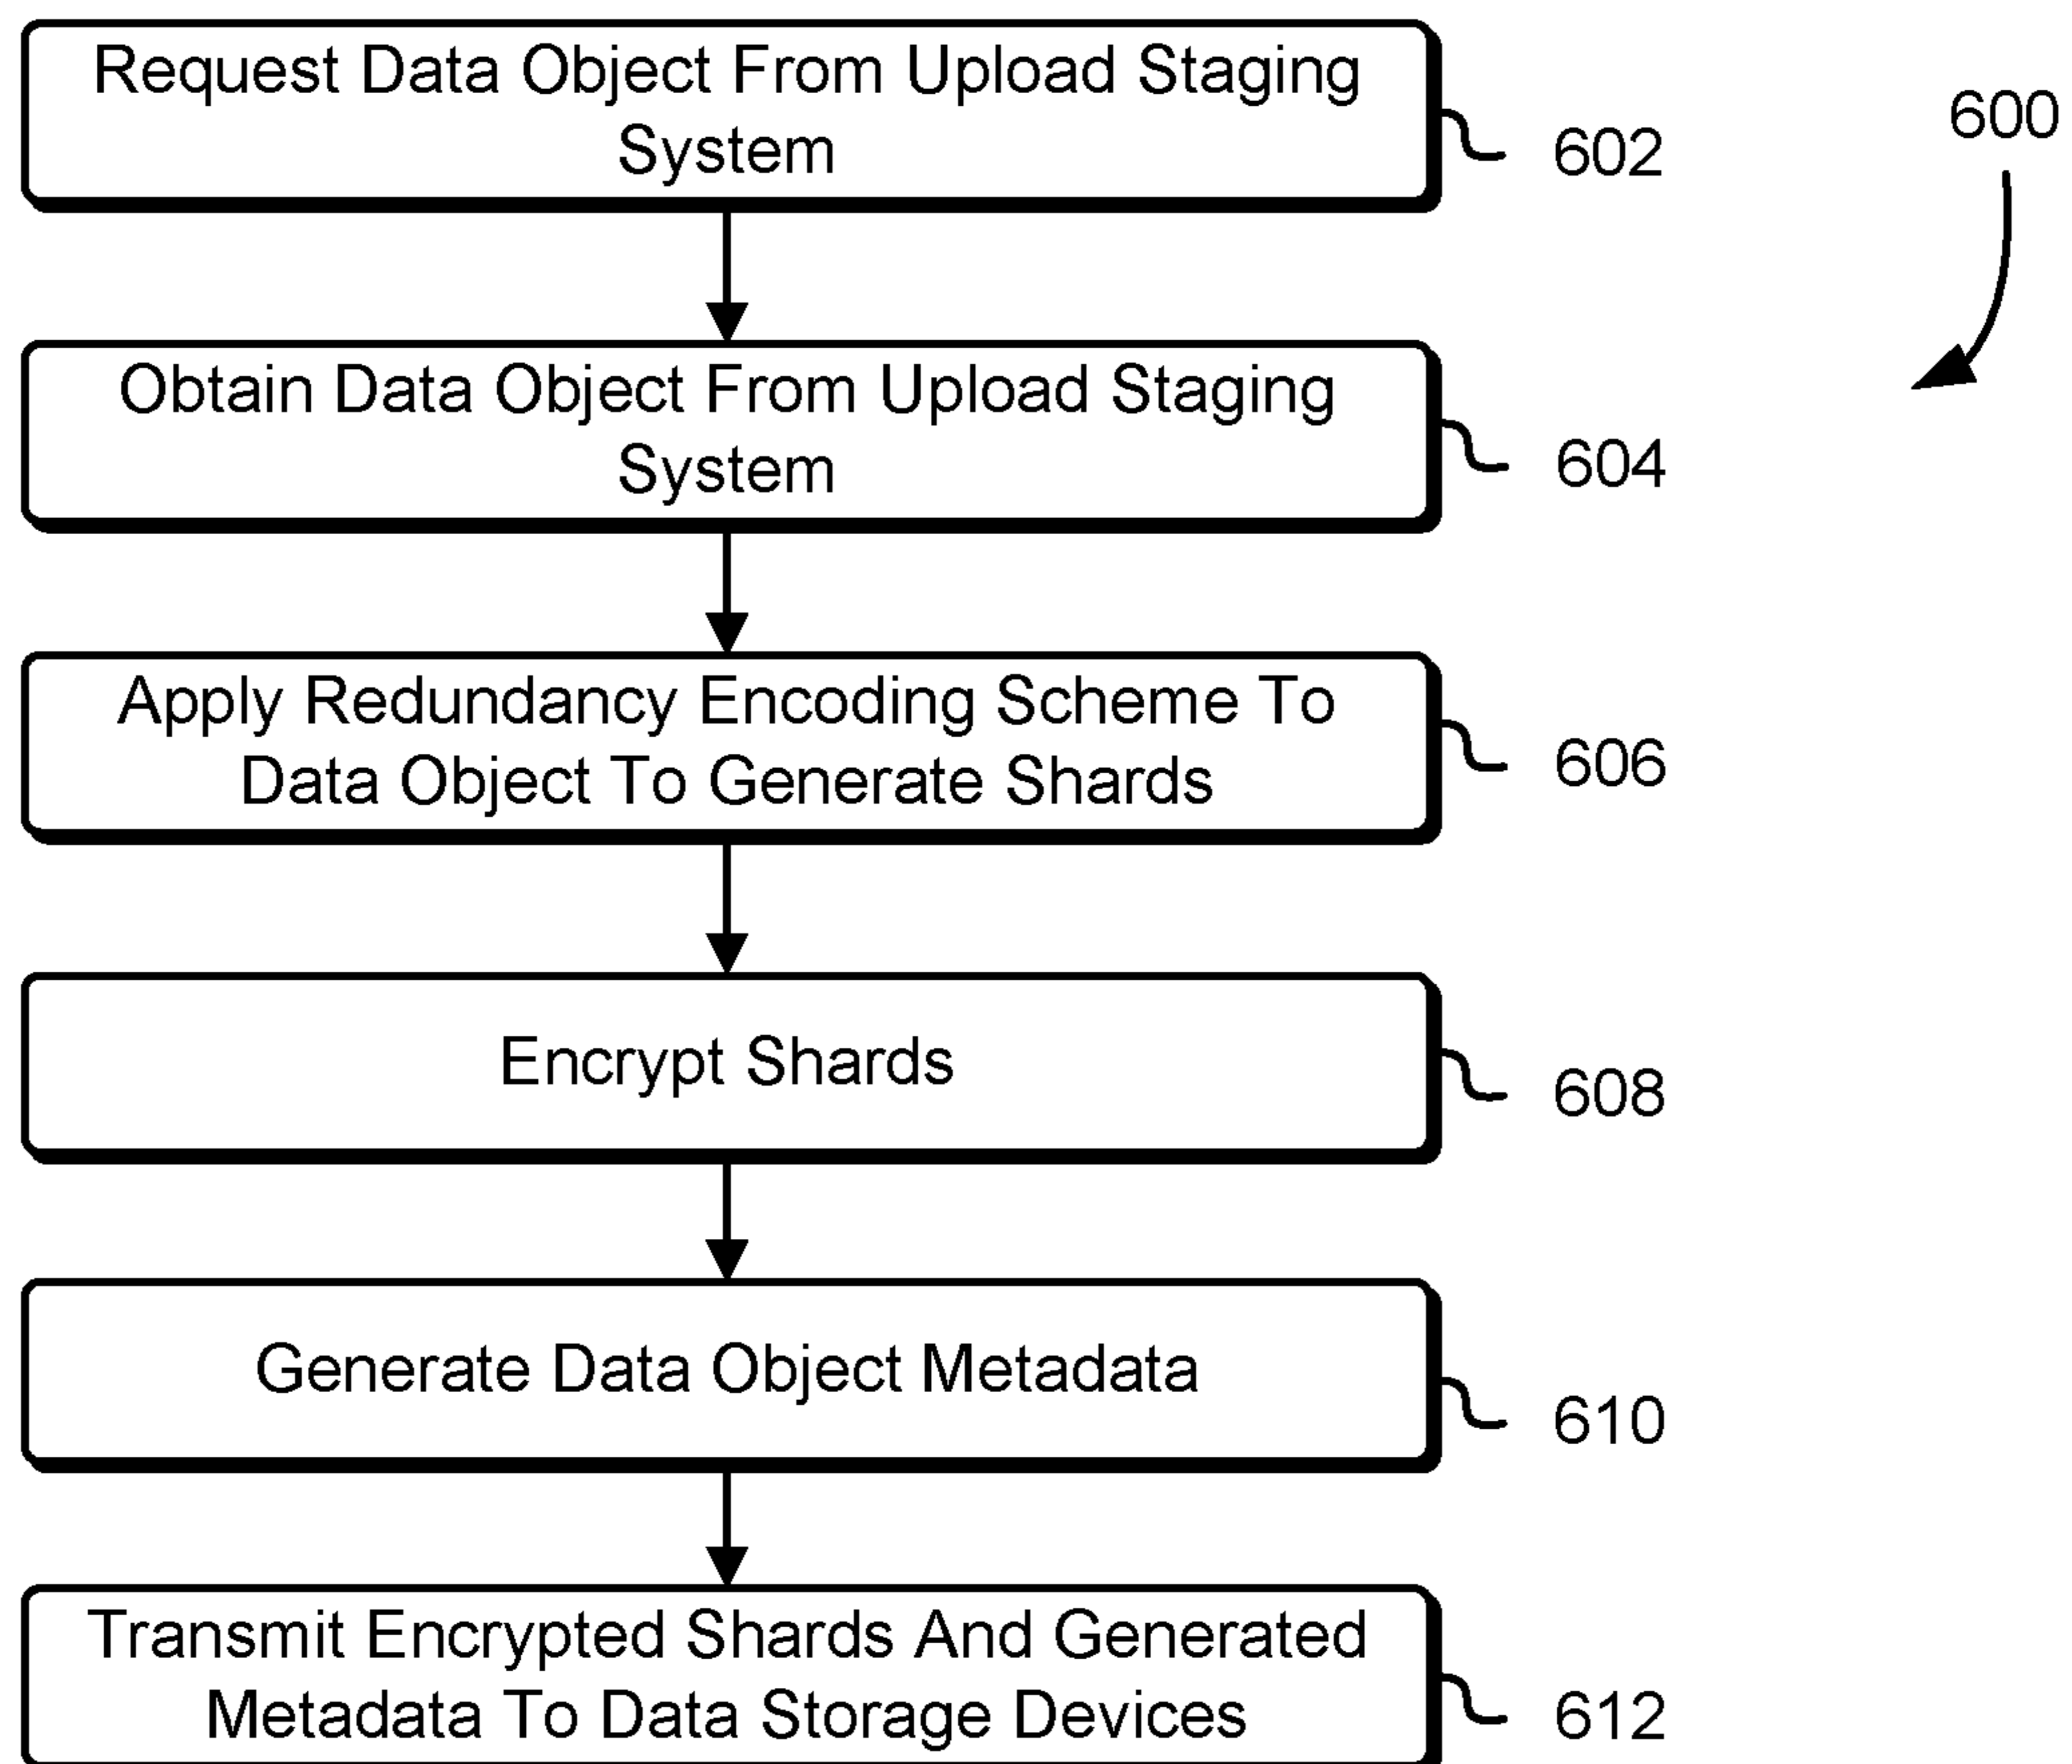 Request Data Object From Upload Staging
System
602
600
Obtain Data Object From Upload Staging
System
604
Apply Redundancy Encoding Scheme To
Data Object To Generate Shards
606
Encrypt Shards
608
Generate Data Object Metadata
610
Transmit Encrypted Shards And Generated
Metadata To Data Storage Devices
612